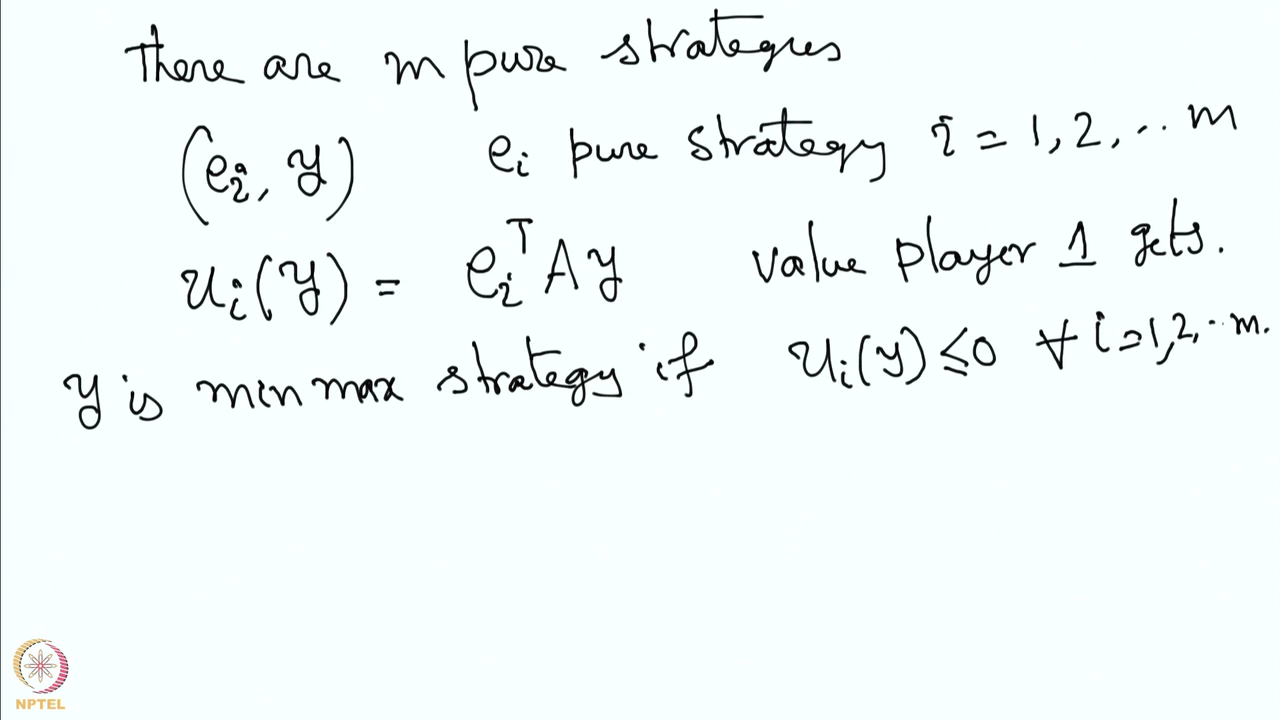 there are m pure strategies
(e_i, y) e_i pure strategy i = 1, 2, ·· m
u_i(y) = e_i^T A y value player 1 gets.
y is min max strategy if u_i(y) ≤ 0 ∀ i = 1, 2, ·· m.
NPTEL